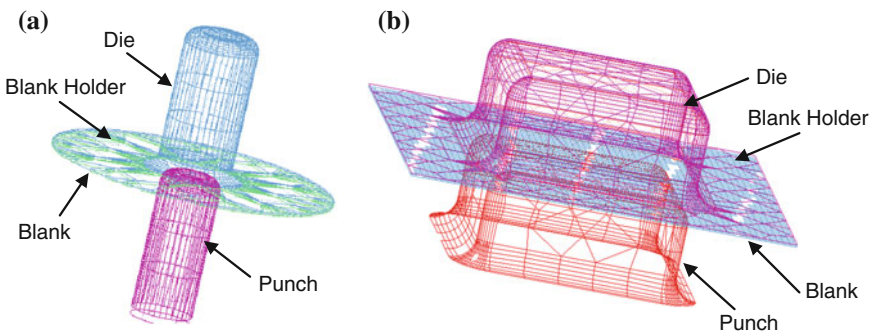 (a)
Die
Blank Holder
Blank
Punch
(b)
Die
Blank Holder
Blank
Punch